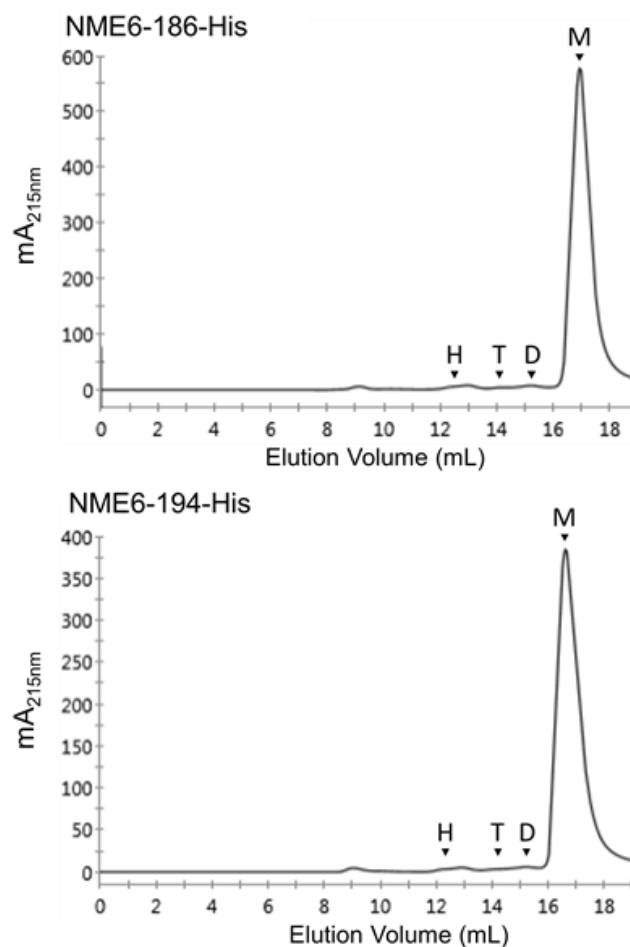 NME6-186-His
M
600
500
400
300
200
100
0
H T D
mA215nm
0 2 4 6 8 10 12 14 16 18
Elution Volume (mL)
NME6-194-His
M
400
350
300
250
200
150
100
50
0
H T D
mA215nm
0 2 4 6 8 10 12 14 16 18
Elution Volume (mL)